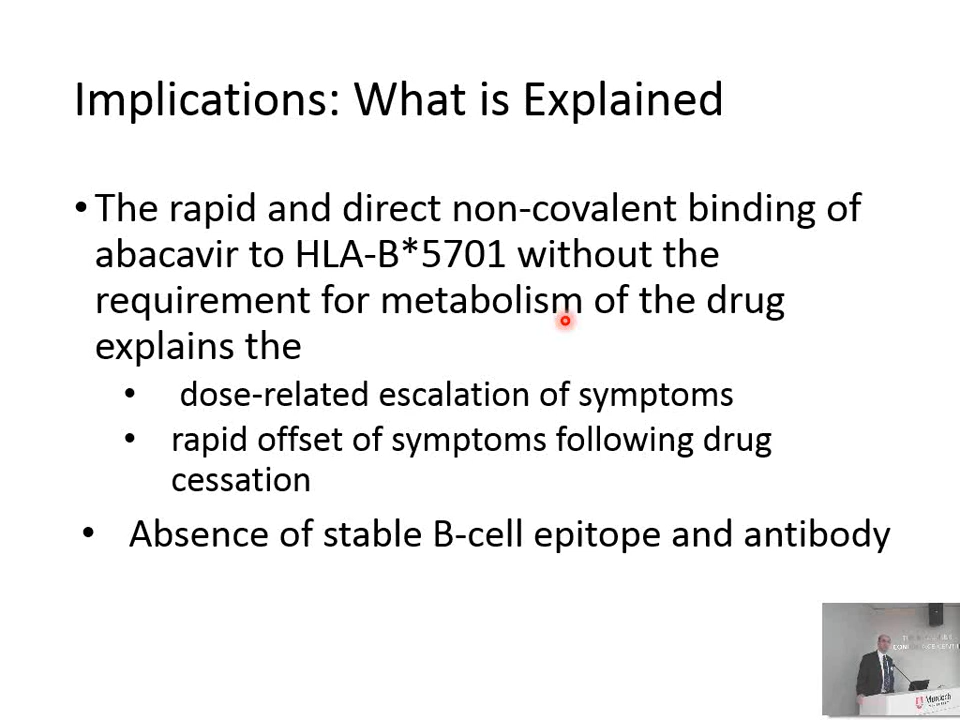 Implications: What is Explained
• The rapid and direct non-covalent binding of
abacavir to HLA-B*5701 without the
requirement for metabolism of the drug
explains the
• dose-related escalation of symptoms
• rapid offset of symptoms following drug
cessation
• Absence of stable B-cell epitope and antibody
Murdoch